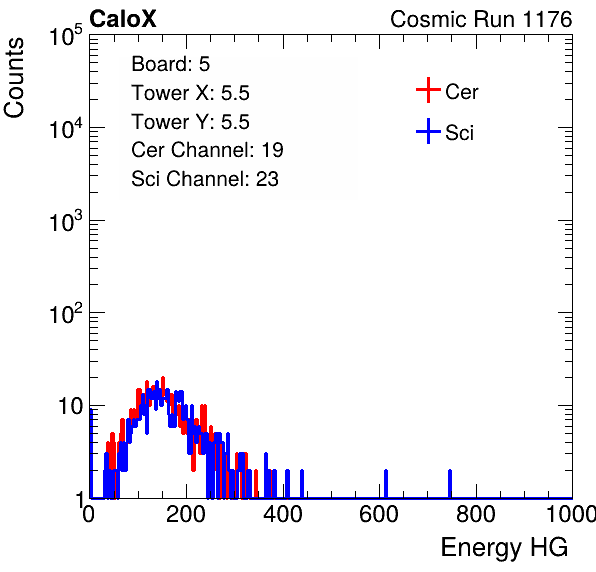 CaloX Cosmic Run 1176
Counts
10^5
10^4
10^3
10^2
10
1
Board: 5
Tower X: 5.5
Tower Y: 5.5
Cer Channel: 19
Sci Channel: 23
Cer
Sci
0 200 400 600 800 1000
Energy HG